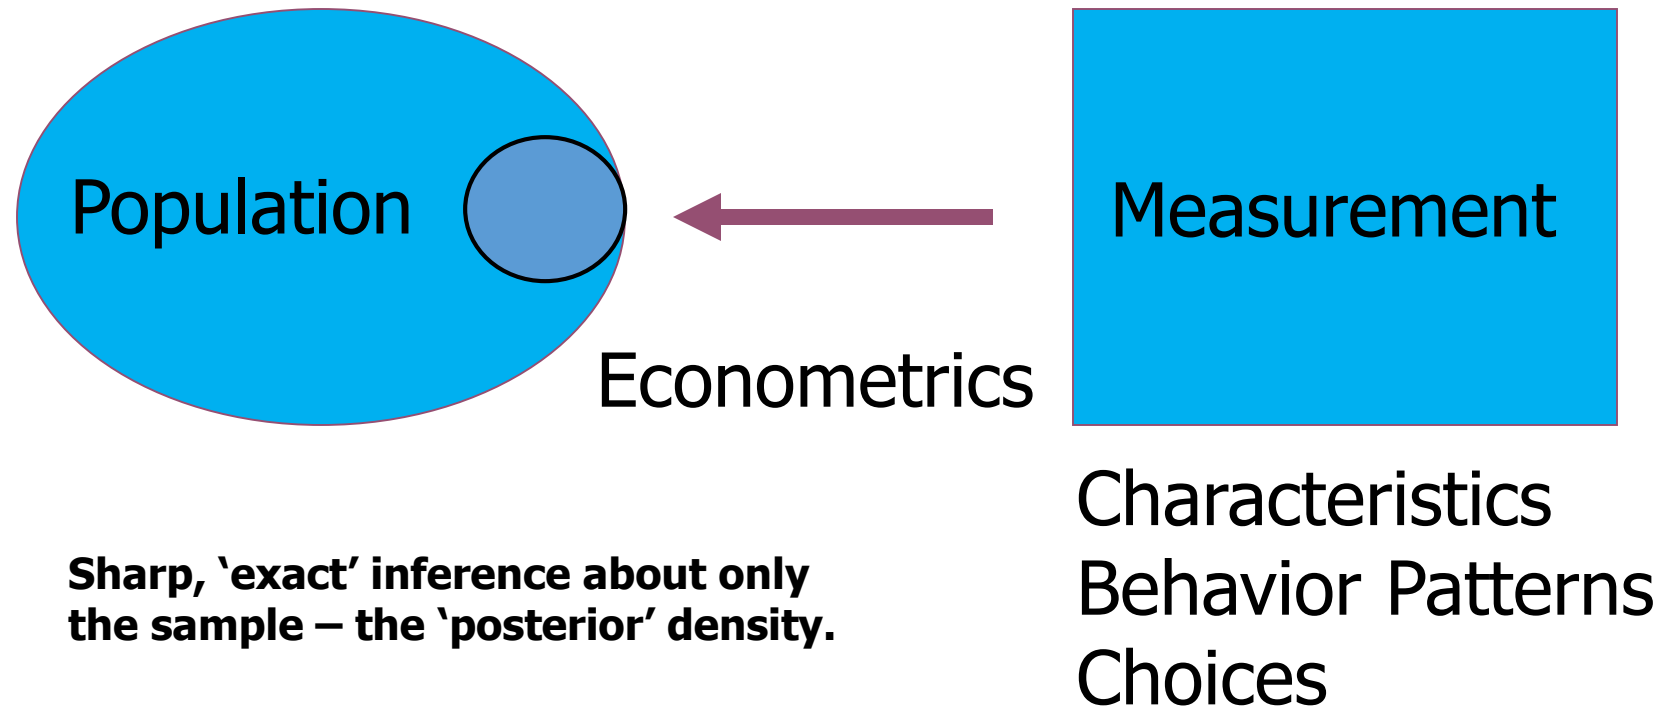 Population
Measurement
Econometrics
Characteristics
Behavior Patterns
Choices
Sharp, ‘exact’ inference about only
the sample – the ‘posterior’ density.